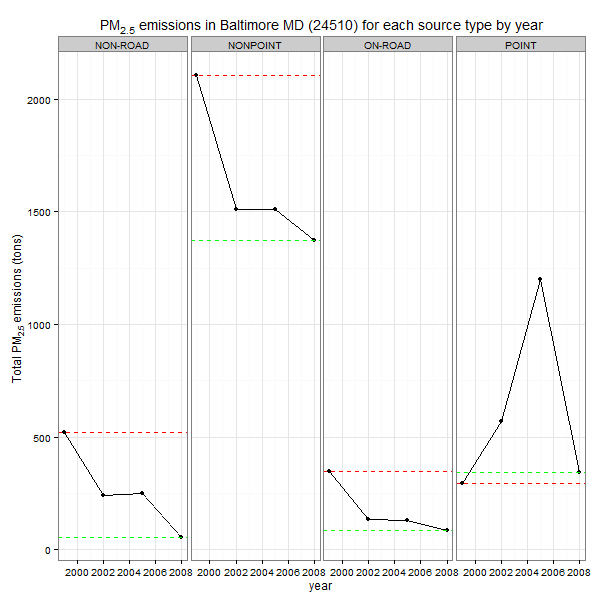 PM2.5 emissions in Baltimore MD (24510) for each source type by year
NON-ROAD NONPOINT ON-ROAD POINT
Total PM2.5 emissions (tons)
2000
1500
1000
500
0
2000 2002 2004 2006 2008 2000 2002 2004 2006 2008 2000 2002 2004 2006 2008 2000 2002 2004 2006 2008
year